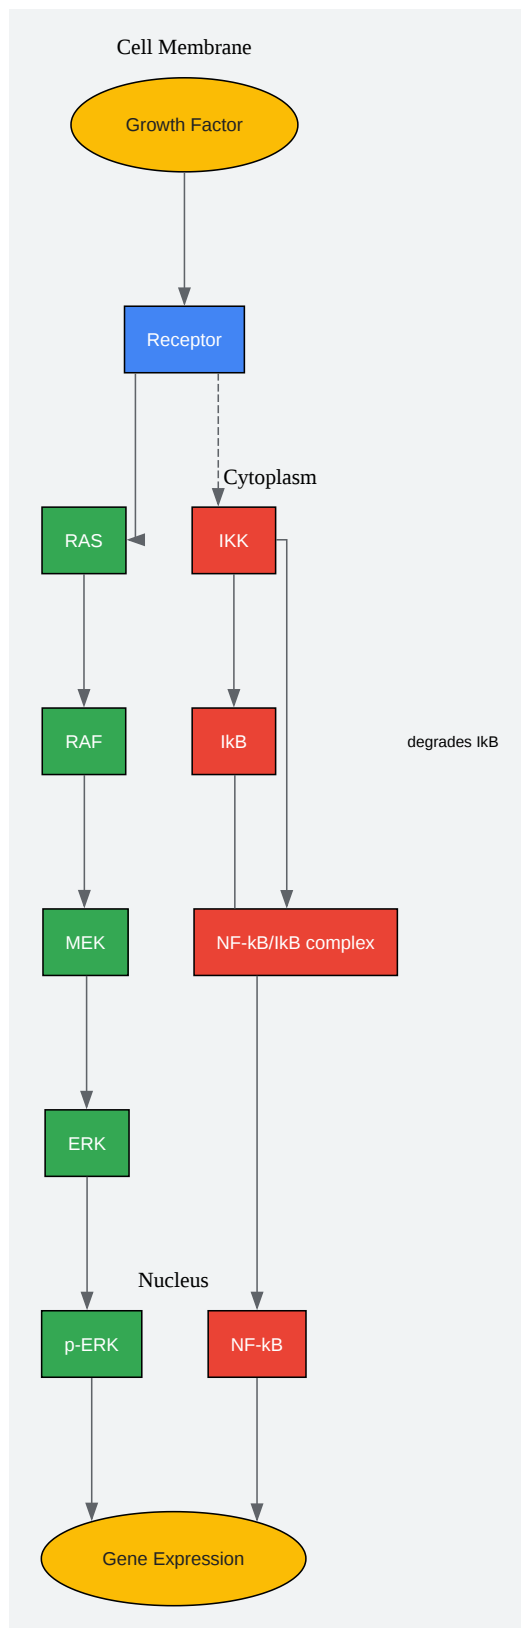 Cell Membrane
Growth Factor
Receptor
Cytoplasm
RAS
IKK
RAF
IkB
degrades IkB
MEK
NF-kB/IkB complex
ERK
Nucleus
p-ERK
NF-kB
Gene Expression